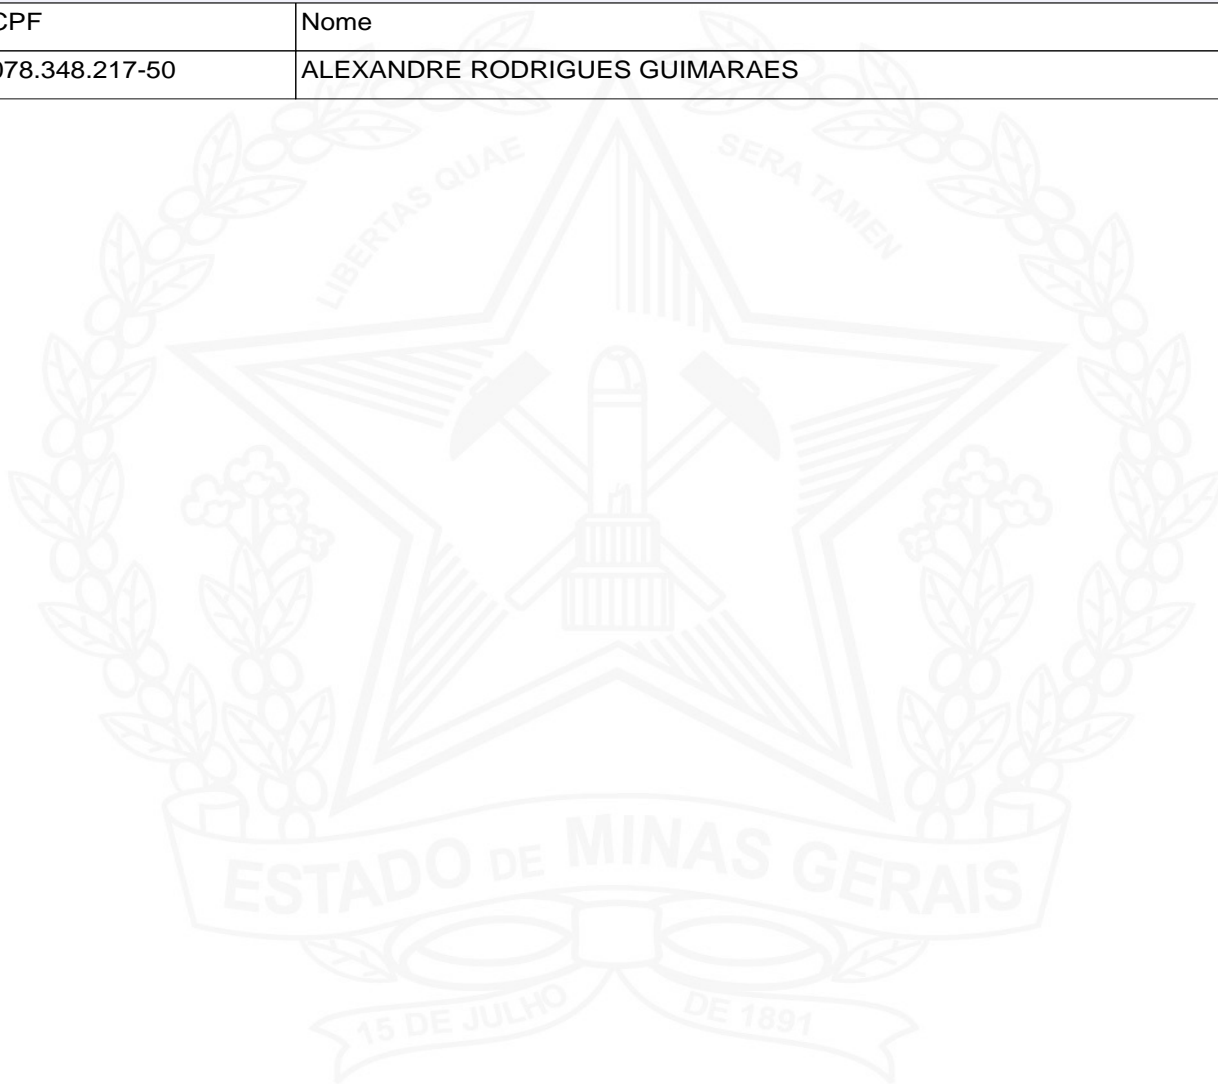 CPF Nome
078.348.217-50 ALEXANDRE RODRIGUES GUIMARAES
LIBERTAS QUAE SERA TAMEN
ESTADO DE MINAS GERAIS
15 DE JULHO DE 1891